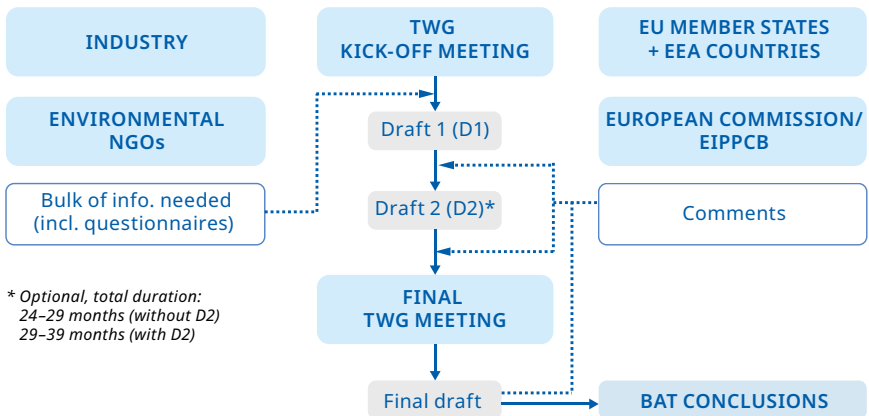 INDUSTRY
TWG
KICK-OFF MEETING
EU MEMBER STATES
+ EEA COUNTRIES
ENVIRONMENTAL
NGOs
Draft 1 (D1)
EUROPEAN COMMISSION/
EIPPCB
Bulk of info. needed
(incl. questionnaires)
Draft 2 (D2)*
Comments
* Optional, total duration:
24–29 months (without D2)
29–39 months (with D2)
FINAL
TWG MEETING
Final draft
BAT CONCLUSIONS